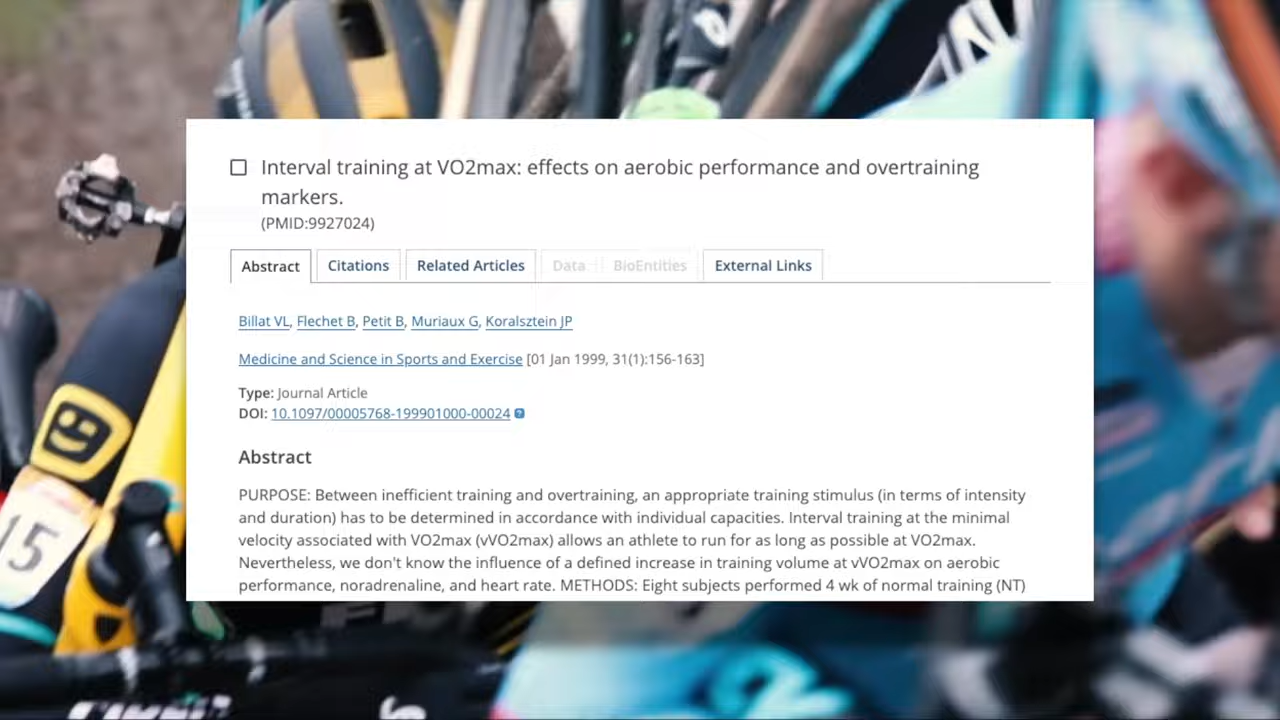 Interval training at VO2max: effects on aerobic performance and overtraining
markers.
(PMID:9927024)
Abstract Citations Related Articles Data BioEntities External Links
Billat VL, Flechet B, Petit B, Muriaux G, Koralsztein JP
Medicine and Science in Sports and Exercise [01 Jan 1999, 31(1):156-163]
Type: Journal Article
DOI: 10.1097/00005768-199901000-00024 ?
Abstract
PURPOSE: Between inefficient training and overtraining, an appropriate training stimulus (in terms of intensity
and duration) has to be determined in accordance with individual capacities. Interval training at the minimal
velocity associated with VO2max (vVO2max) allows an athlete to run for as long as possible at VO2max.
Nevertheless, we don't know the influence of a defined increase in training volume at vVO2max on aerobic
performance, noradrenaline, and heart rate. METHODS: Eight subjects performed 4 wk of normal training (NT)
15